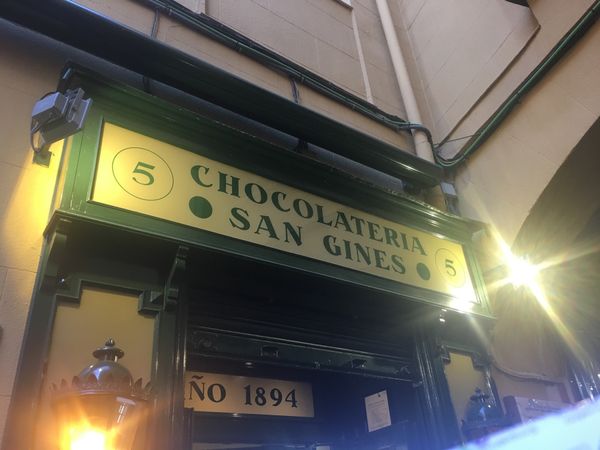 5 CHOCOLATERIA 5
SAN GINES
ÑO 1894